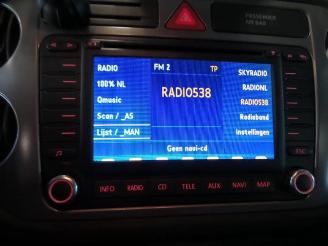 PASSENGER
AIR BAG
RADIO
FM 2
TP
SKYRADIO
100% NL
RADIONL
RADIO538
Qmusic
RADIO538
Scan / _AS
Radioband
Lijst / _MAN
instellingen
Geen navi-cd
ESC
INFO
RADIO
CD
TELE
AUX
NAVI
MAP